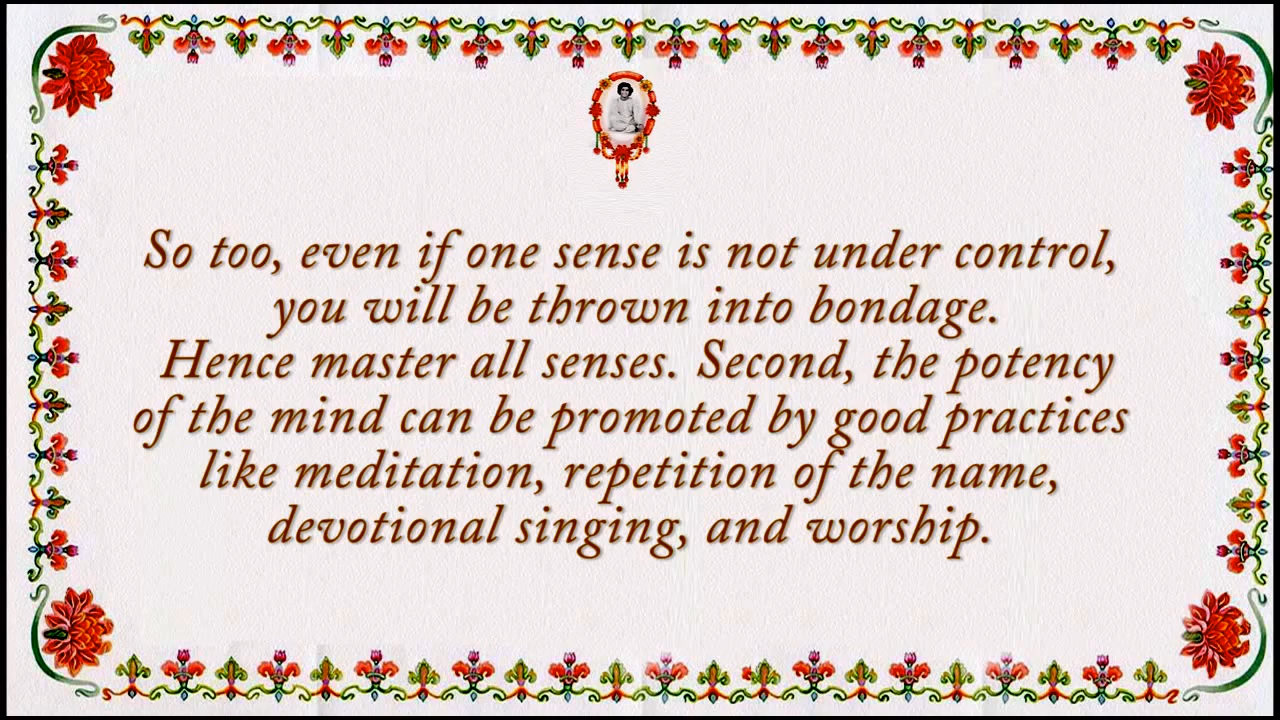 So too, even if one sense is not under control,
you will be thrown into bondage.
Hence master all senses. Second, the potency
of the mind can be promoted by good practices
like meditation, repetition of the name,
devotional singing, and worship.